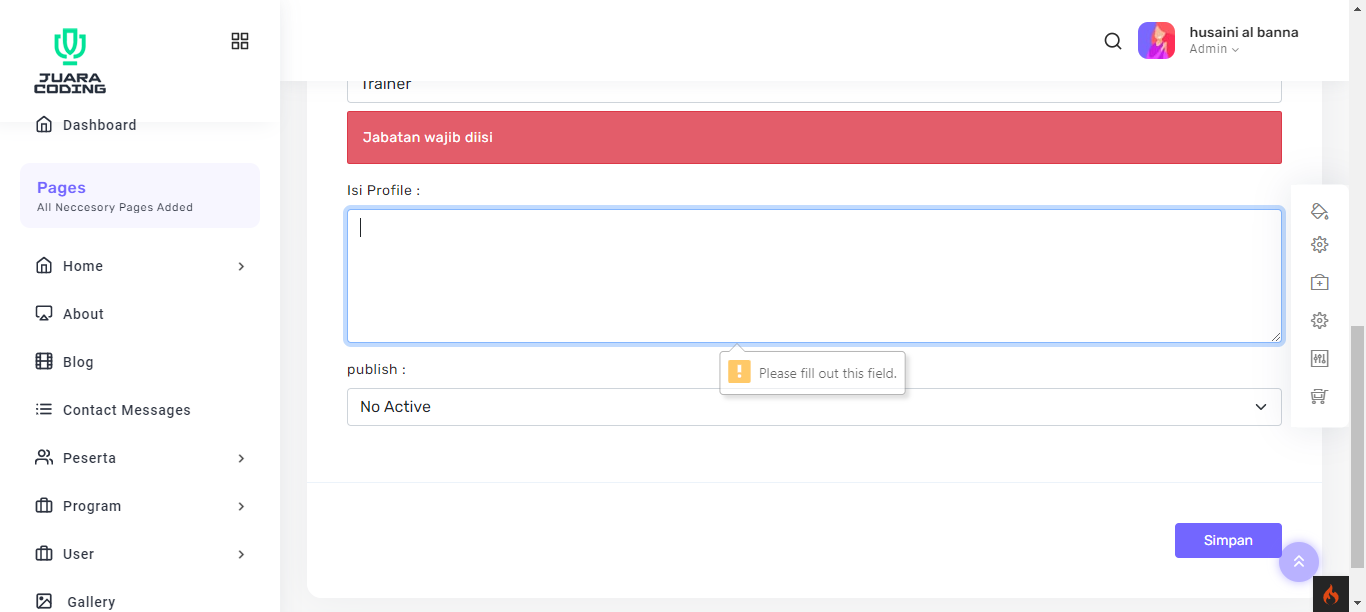 JUARA
CODING
husaini al banna
Admin
Dashboard
Pages
All Neccesory Pages Added
Home
About
Blog
Contact Messages
Peserta
Program
User
Gallery
Trainer
Jabatan wajib diisi
Isi Profile :
Please fill out this field.
publish :
No Active
Simpan